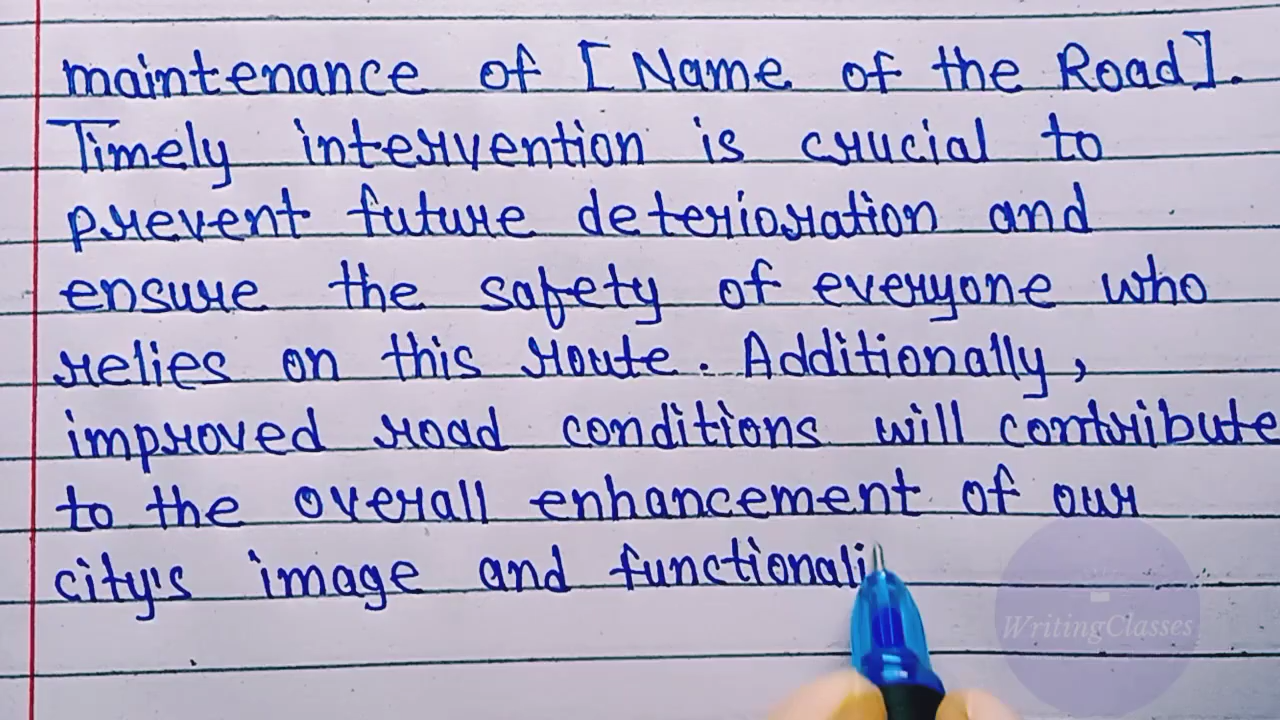 maintenance of [Name of the Road].
Timely intervention is crucial to
prevent future deterioration and
ensure the safety of everyone who
relies on this route. Additionally,
improved road conditions will contribute
to the overall enhancement of our
city's image and functionali
WritingClasses